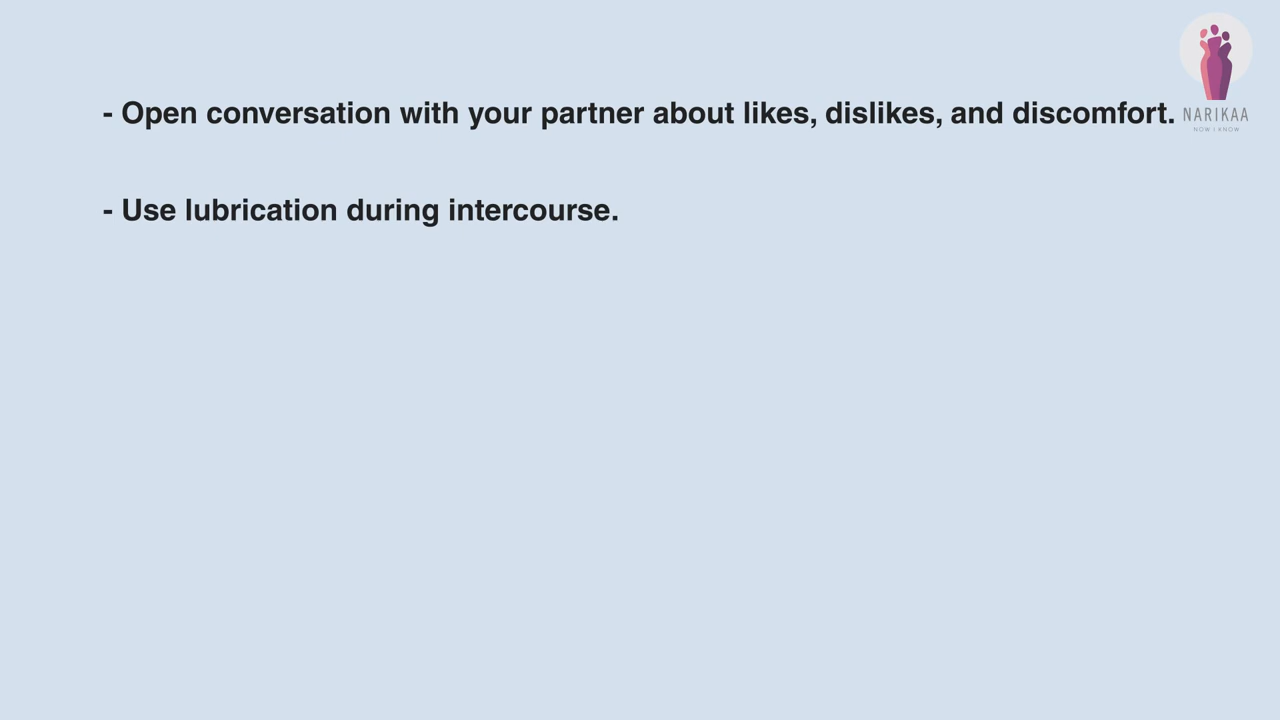 - Open conversation with your partner about likes, dislikes, and discomfort.
NARIKAA
NOW I KNOW
- Use lubrication during intercourse.